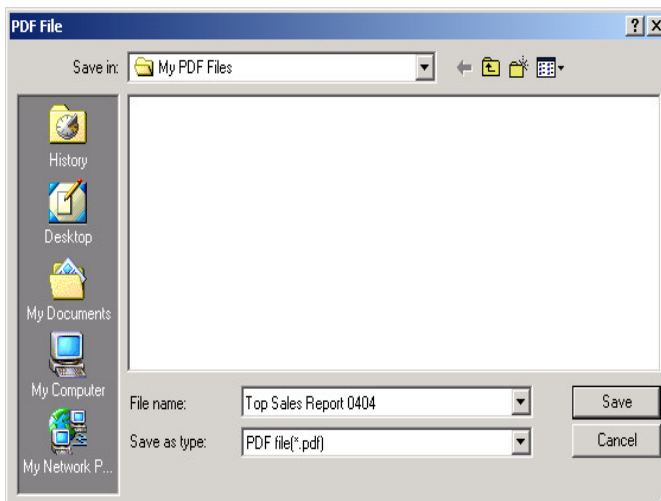 PDF File
Save in: My PDF Files
History
Desktop
My Documents
My Computer
My Network P...
File name: Top Sales Report 0404 Save
Save as type: PDF file(*.pdf) Cancel